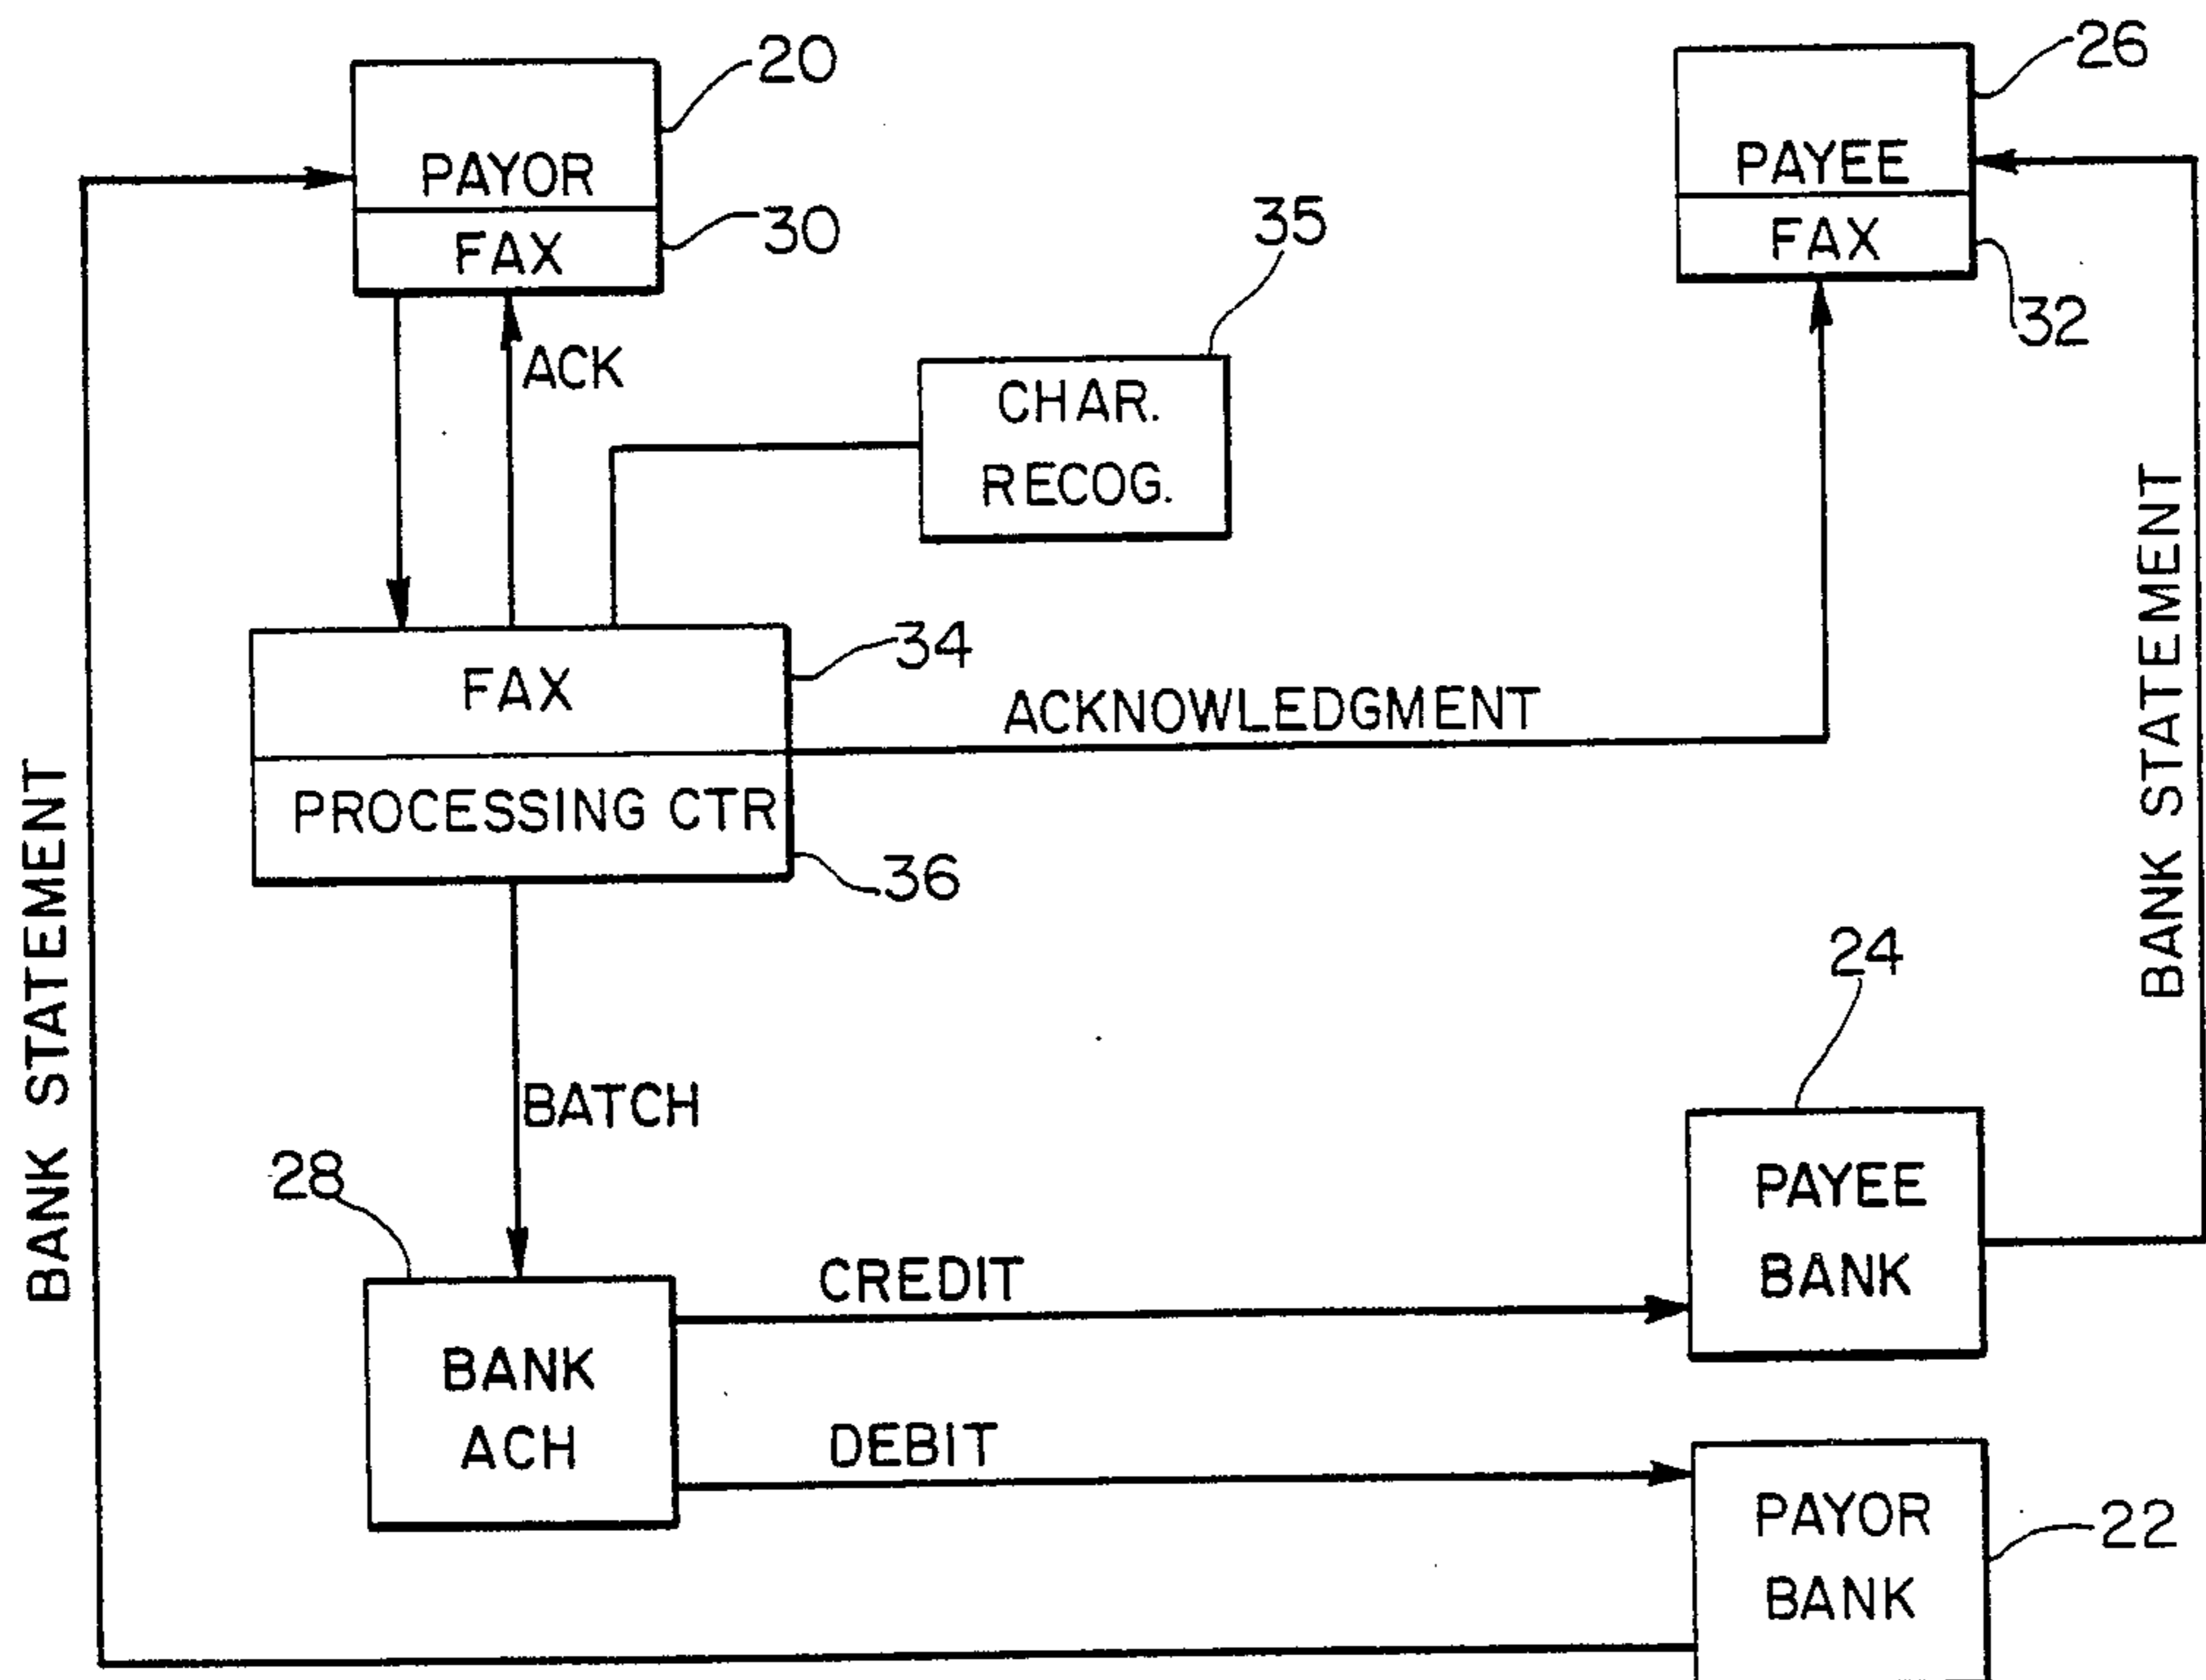 20
26
PAYOR
PAYEE
30
FAX
FAX
32
35
ACK
CHAR.
RECOG.
34
FAX
ACKNOWLEDGMENT
PROCESSING CTR
36
BANK STATEMENT
BANK STATEMENT
24
BATCH
28
PAYEE
BANK
CREDIT
BANK
ACH
DEBIT
PAYOR
BANK
22